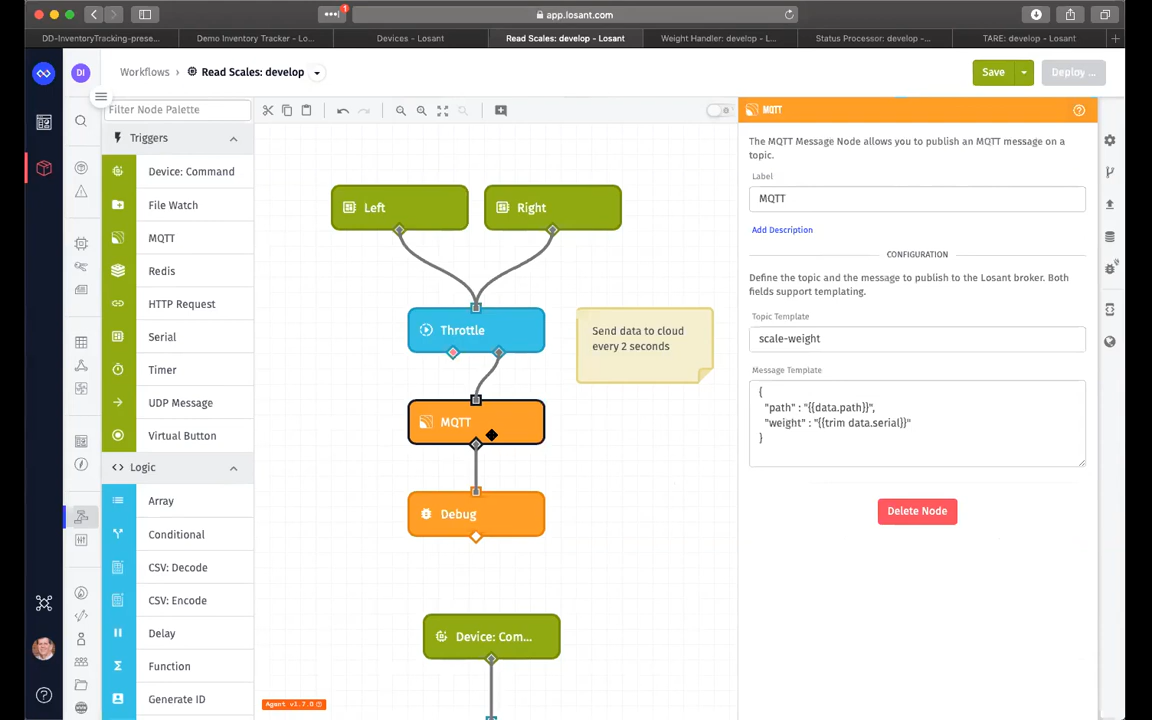 1
app.losant.com
DD-InventoryTracking-prese...
Demo Inventory Tracker - Lo...
Devices - Losant
Read Scales: develop - Losant
Weight Handler: develop - L...
Status Processor: develop -...
TARE: develop - Losant
DI
Workflows
Read Scales: develop
Save
Deploy ...
Filter Node Palette
Triggers
Device: Command
File Watch
MQTT
Redis
HTTP Request
Serial
Timer
UDP Message
Virtual Button
Logic
Array
Conditional
CSV: Decode
CSV: Encode
Delay
Function
Generate ID
Left
Right
Throttle
Send data to cloud
every 2 seconds
MQTT
Debug
Device: Com...
Agent v1.7.0
MQTT
The MQTT Message Node allows you to publish an MQTT message on a
topic.
Label
MQTT
Add Description
CONFIGURATION
Define the topic and the message to publish to the Losant broker. Both
fields support templating.
Topic Template
scale-weight
Message Template
{
"path" : "{{data.path}}",
"weight" : "{{trim data.serial}}"
}
Delete Node